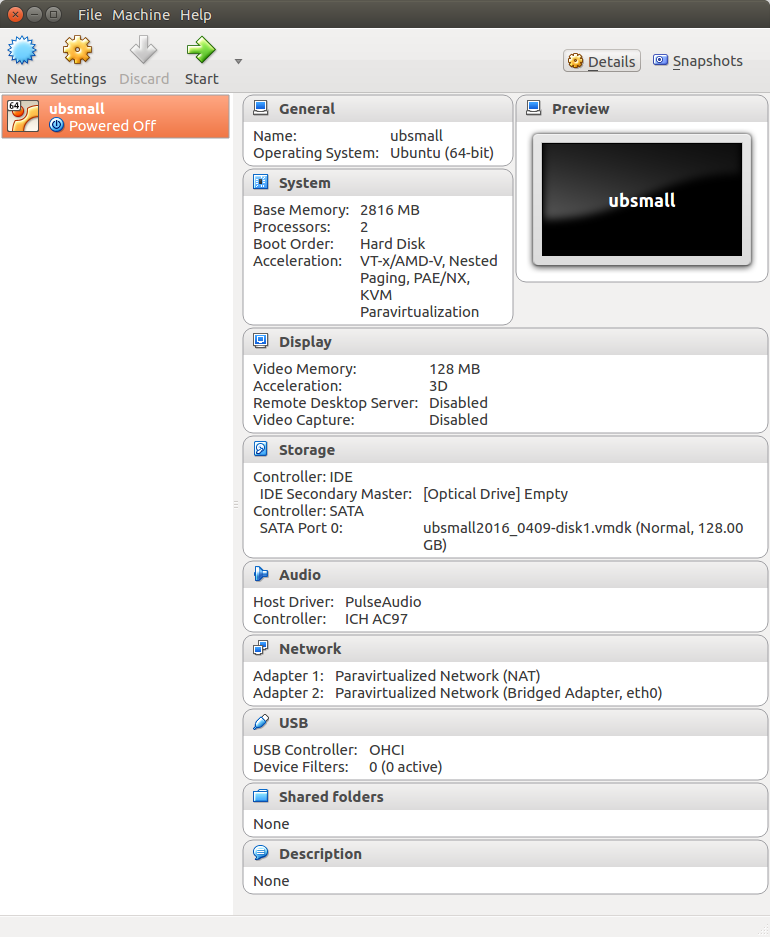 File Machine Help
New Settings Discard Start Details Snapshots
64
ubsmall
Powered Off
General
Name: ubsmall
Operating System: Ubuntu (64-bit)
Preview
ubsmall
System
Base Memory: 2816 MB
Processors: 2
Boot Order: Hard Disk
Acceleration: VT-x/AMD-V, Nested
Paging, PAE/NX,
KVM
Paravirtualization
Display
Video Memory: 128 MB
Acceleration: 3D
Remote Desktop Server: Disabled
Video Capture: Disabled
Storage
Controller: IDE
IDE Secondary Master: [Optical Drive] Empty
Controller: SATA
SATA Port 0: ubsmall2016_0409-disk1.vmdk (Normal, 128.00
GB)
Audio
Host Driver: PulseAudio
Controller: ICH AC97
Network
Adapter 1: Paravirtualized Network (NAT)
Adapter 2: Paravirtualized Network (Bridged Adapter, eth0)
USB
USB Controller: OHCI
Device Filters: 0 (0 active)
Shared folders
None
Description
None